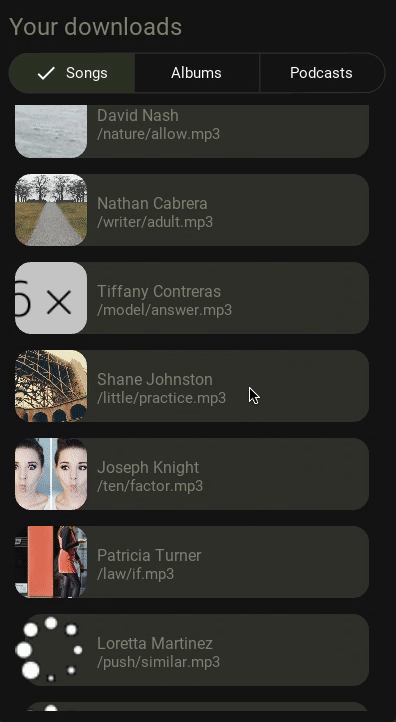 Your downloads
Songs
Albums
Podcasts
David Nash
/nature/allow.mp3
Nathan Cabrera
/writer/adult.mp3
6 ×
Tiffany Contreras
/model/answer.mp3
Shane Johnston
/little/practice.mp3
Joseph Knight
/ten/factor.mp3
Patricia Turner
/law/if.mp3
Loretta Martinez
/push/similar.mp3